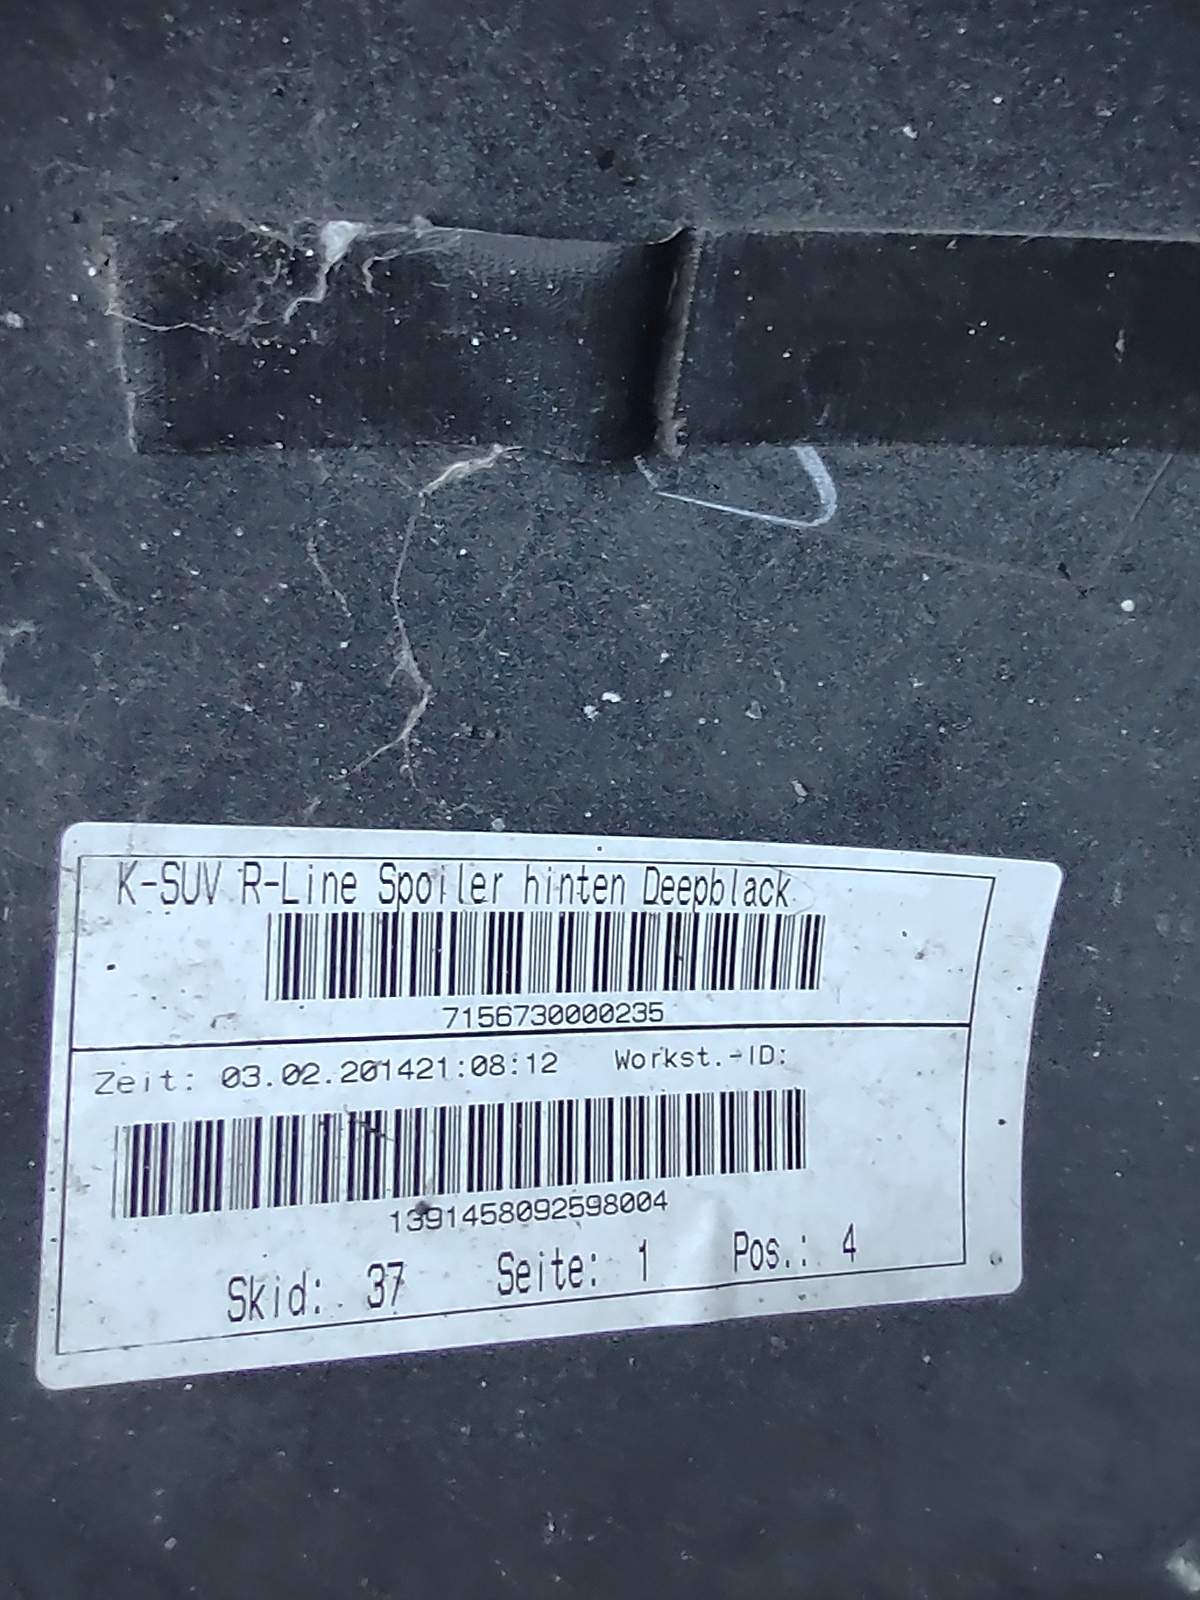 K-SUV R-Line Spoiler hinten Deepblack
7156730000235
Zeit: 03.02.201421:08:12 Workst.-ID:
1391458092598004
Skid: 37 Seite: 1 Pos.: 4